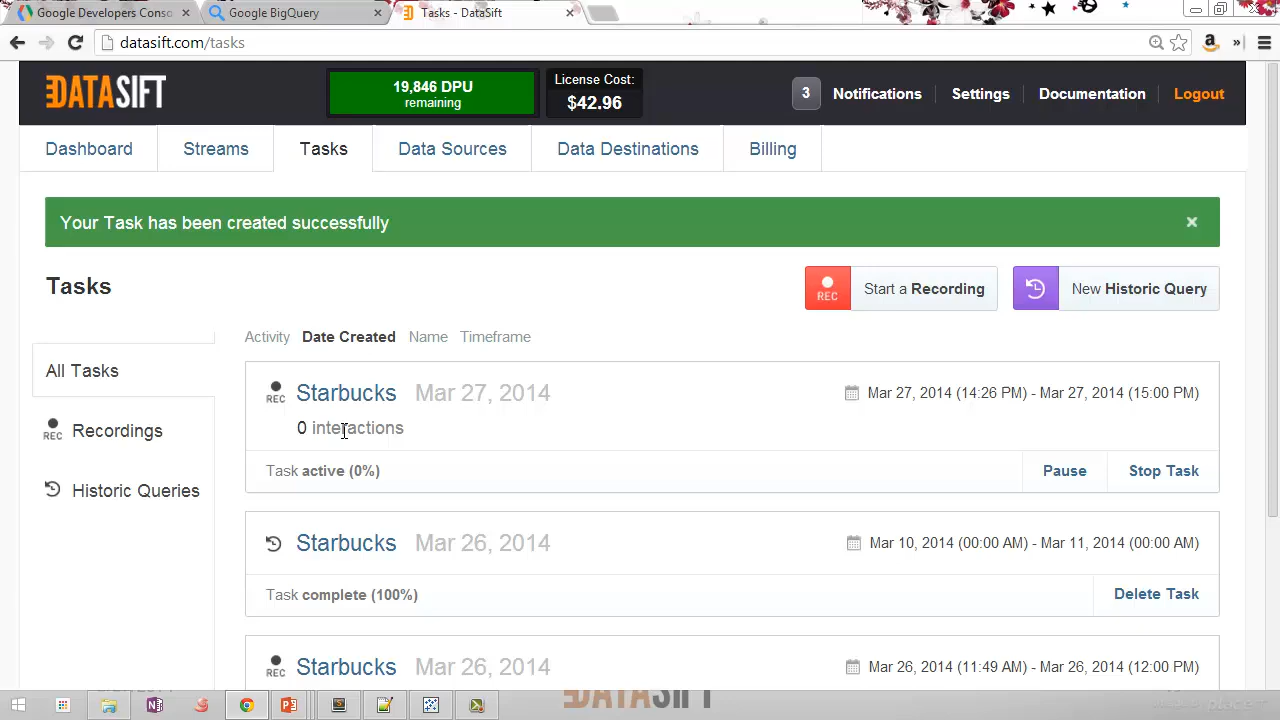 Google Developers Conso
Google BigQuery
Tasks - DataSift
datasift.com/tasks
DATASIFT
19,846 DPU
remaining
License Cost:
$42.96
3
Notifications
Settings
Documentation
Logout
Dashboard
Streams
Tasks
Data Sources
Data Destinations
Billing
Your Task has been created successfully
Tasks
REC
Start a Recording
New Historic Query
Activity Date Created Name Timeframe
All Tasks
REC Recordings
Historic Queries
REC
Starbucks Mar 27, 2014
Mar 27, 2014 (14:26 PM) - Mar 27, 2014 (15:00 PM)
0 interactions
Task active (0%)
Pause
Stop Task
Starbucks Mar 26, 2014
Mar 10, 2014 (00:00 AM) - Mar 11, 2014 (00:00 AM)
Task complete (100%)
Delete Task
REC
Starbucks Mar 26, 2014
Mar 26, 2014 (11:49 AM) - Mar 26, 2014 (12:00 PM)
DATASIFT